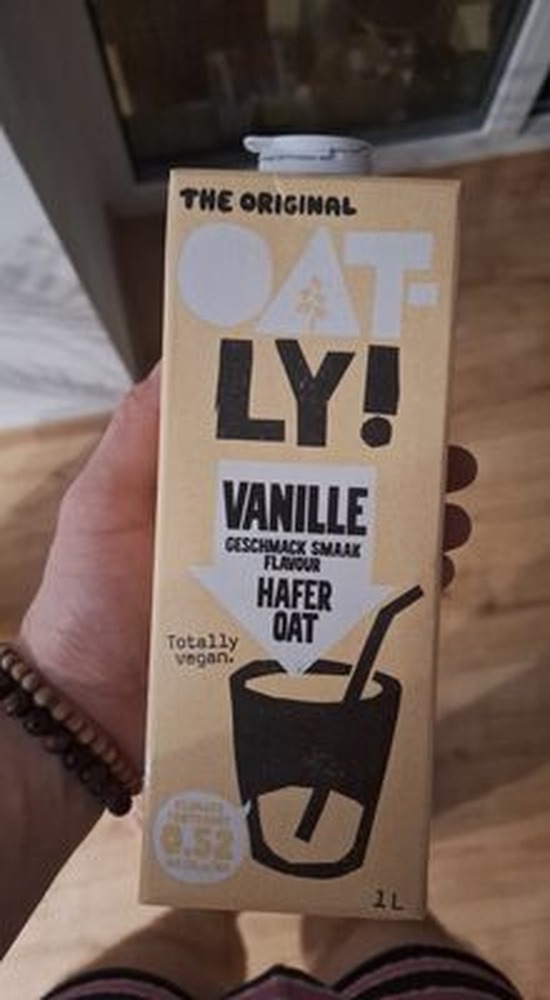 THE ORIGINAL
OAT-
LY!
VANILLE
GESCHMACK SMAAK
FLAVOUR
HAFER
OAT
Totally
vegan.
0.52
1L